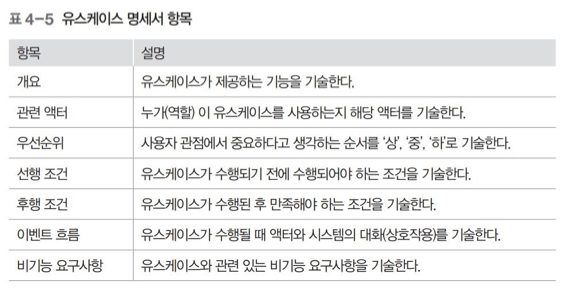 표 4-5 유스케이스 명세서 항목
항목 설명
개요 유스케이스가 제공하는 기능을 기술한다.
관련 액터 누가(역할) 이 유스케이스를 사용하는지 해당 액터를 기술한다.
우선순위 사용자 관점에서 중요하다고 생각하는 순서를 ‘상’, ‘중’, ‘하’로 기술한다.
선행 조건 유스케이스가 수행되기 전에 수행되어야 하는 조건을 기술한다.
후행 조건 유스케이스가 수행된 후 만족해야 하는 조건을 기술한다.
이벤트 흐름 유스케이스가 수행될 때 액터와 시스템의 대화(상호작용)를 기술한다.
비기능 요구사항 유스케이스와 관련 있는 비기능 요구사항을 기술한다.